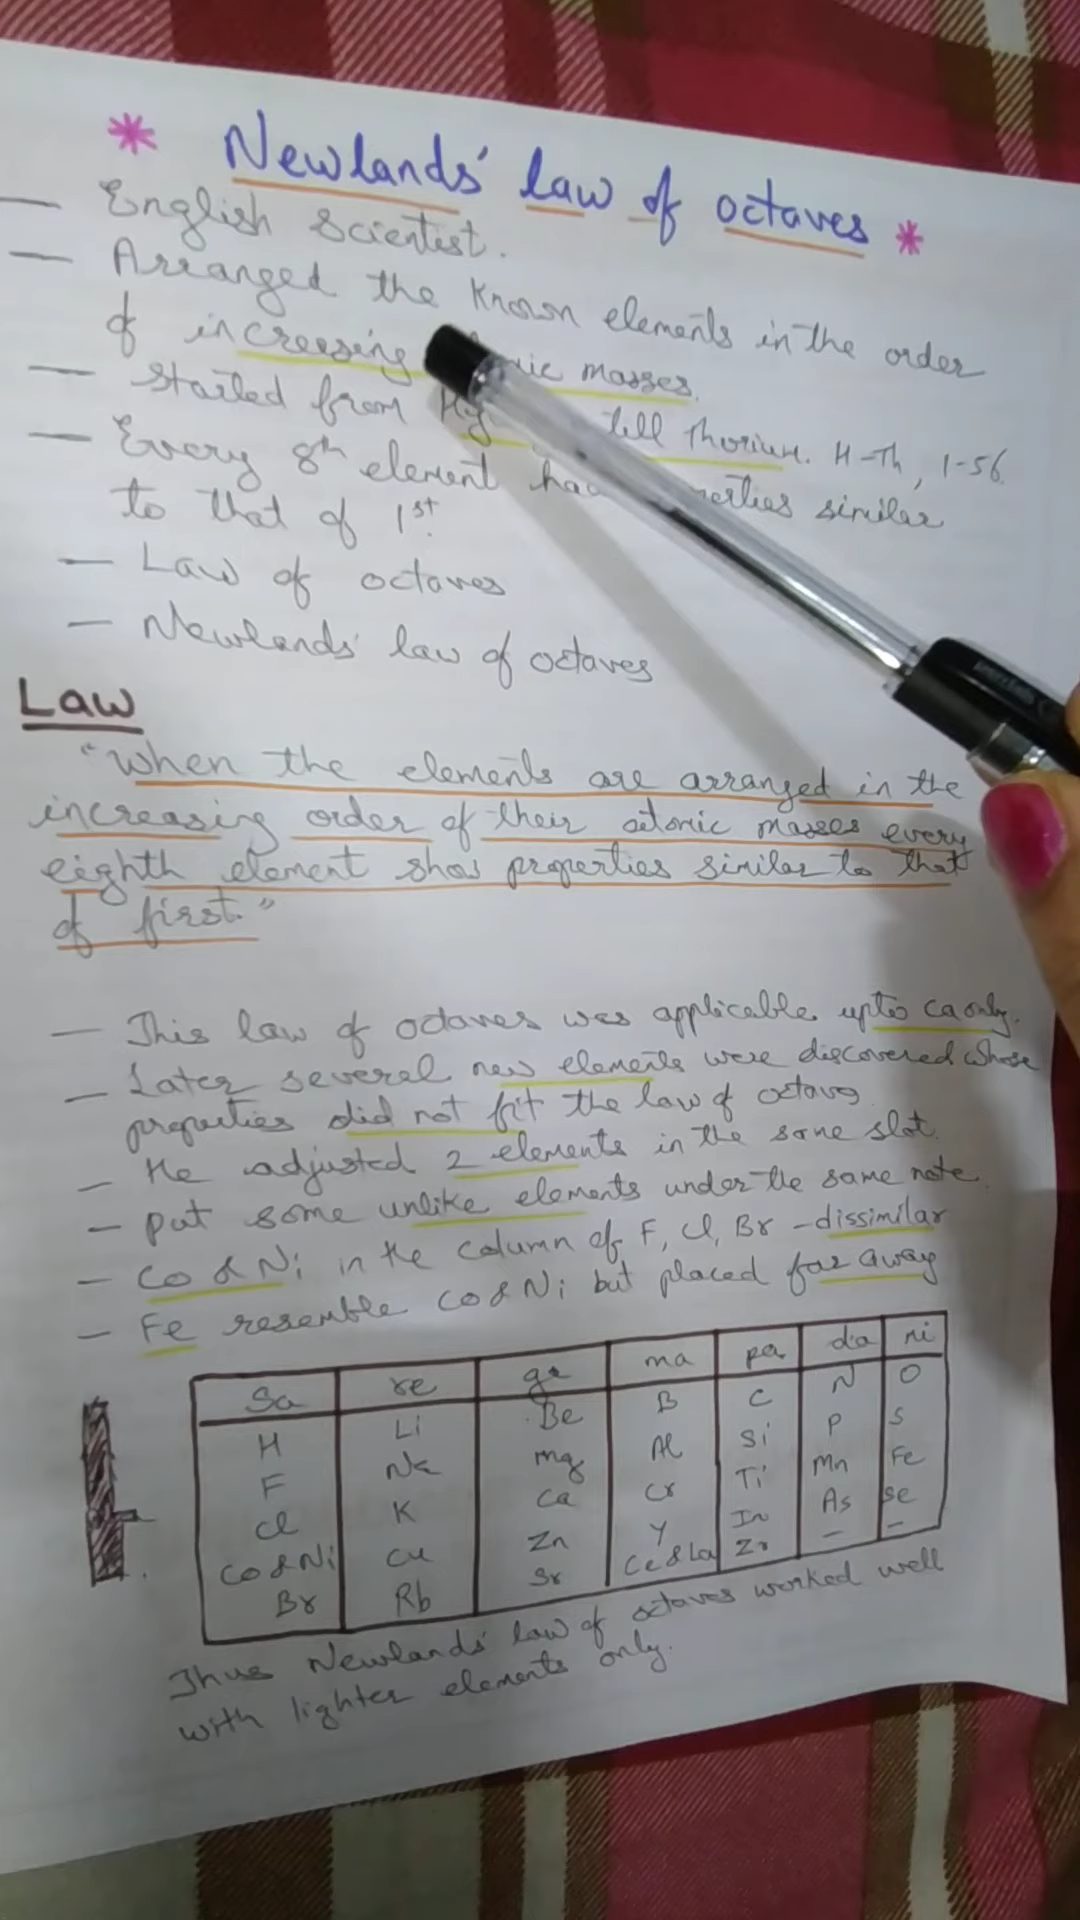 * Newlands' law of octaves *
— English Scientist.
— Arranged the known elements in the order
of increasing mic masses.
— Started from Hy till Thorium. H-Th, 1-56.
— Every 8th element had erties similar
to that of 1st.
— Law of octaves
— Newlands' law of octaves
Law
"When the elements are arranged in the
increasing order of their atomic masses every
eighth element show properties similar to that
of first."
— This law of octaves was applicable upto Ca only.
— Later several new elements were discovered whose
properties did not fit the law of octave
— He adjusted 2 elements in the same slot.
— put some unlike elements under the same note.
— Co & Ni in the column of F, Cl, Br - dissimilar
— Fe resemble Co & Ni but placed far away
Sa re ga ma pa da ni
H Li Be B C N O
F Na Mg Al Si P S
Cl K Ca Cr Ti Mn Fe
Co & Ni Cu Zn Y In As Se
Br Rb Sr Ce & La Zr — —
Thus Newlands' law of octaves worked well
with lighter elements only.